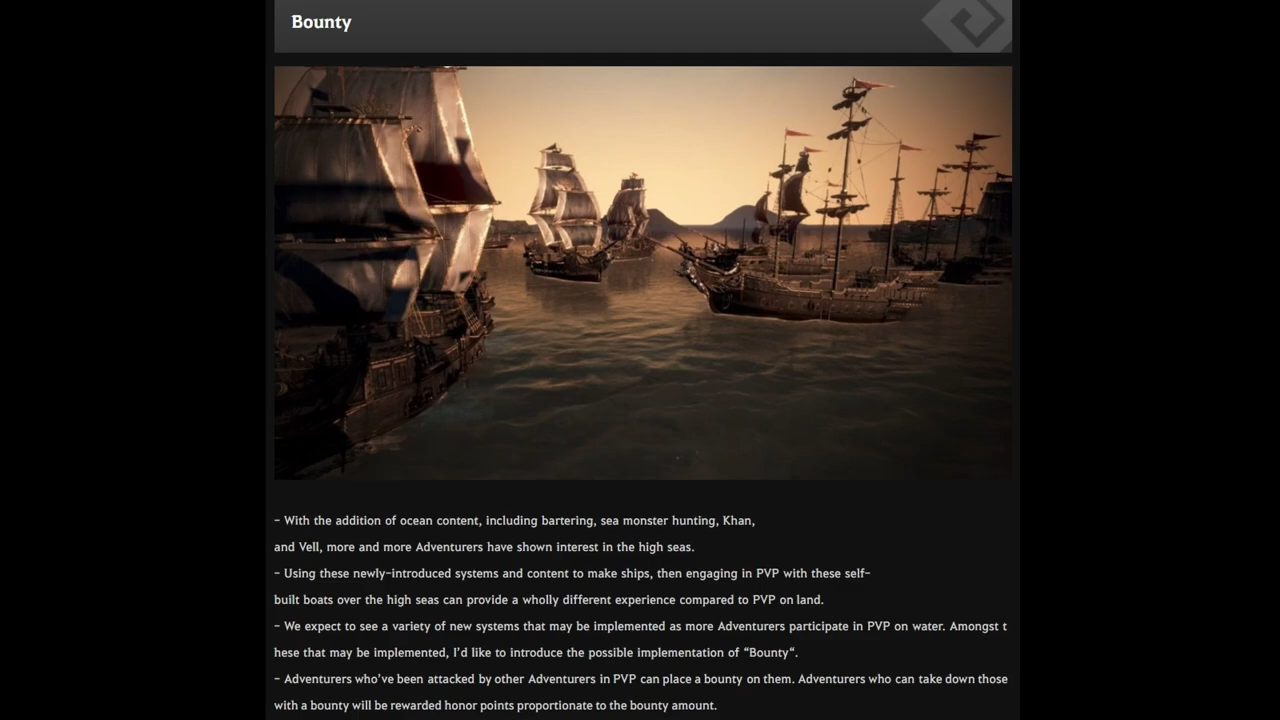 Bounty
- With the addition of ocean content, including bartering, sea monster hunting, Khan,
and Vell, more and more Adventurers have shown interest in the high seas.
- Using these newly-introduced systems and content to make ships, then engaging in PVP with these self-
built boats over the high seas can provide a wholly different experience compared to PVP on land.
- We expect to see a variety of new systems that may be implemented as more Adventurers participate in PVP on water. Amongst t
hese that may be implemented, I'd like to introduce the possible implementation of “Bounty“.
- Adventurers who've been attacked by other Adventurers in PVP can place a bounty on them. Adventurers who can take down those
with a bounty will be rewarded honor points proportionate to the bounty amount.